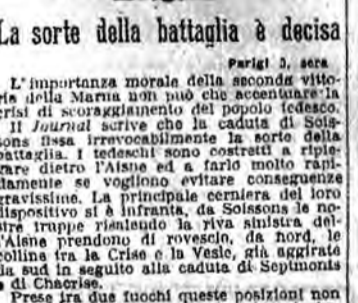 La sorte della battaglia è decisa
Parigi 3, sera
L'importanza morale della seconda vitto-
ria della Marna non può che accentuare la
crisi di scoraggiamento del popolo tedesco.
Il Journal scrive che la caduta di Sois-
sons fissa irrevocabilmente la sorte della
battaglia. I tedeschi sono costretti a ripie-
gare dietro l'Aisne ed a farlo molto rapi-
damente se vogliono evitare conseguenze
gravissime. La principale cerniera del loro
dispositivo si è infranta, da Soissons le no-
stre truppe risalendo la riva sinistra del-
l'Aisne prendono di rovescio, da nord, le
colline tra la Crise e la Vesle, già aggirate
da sud in seguito alla caduta di Septmonts
e di Chacrise.
Prese tra due fuochi queste posizioni non